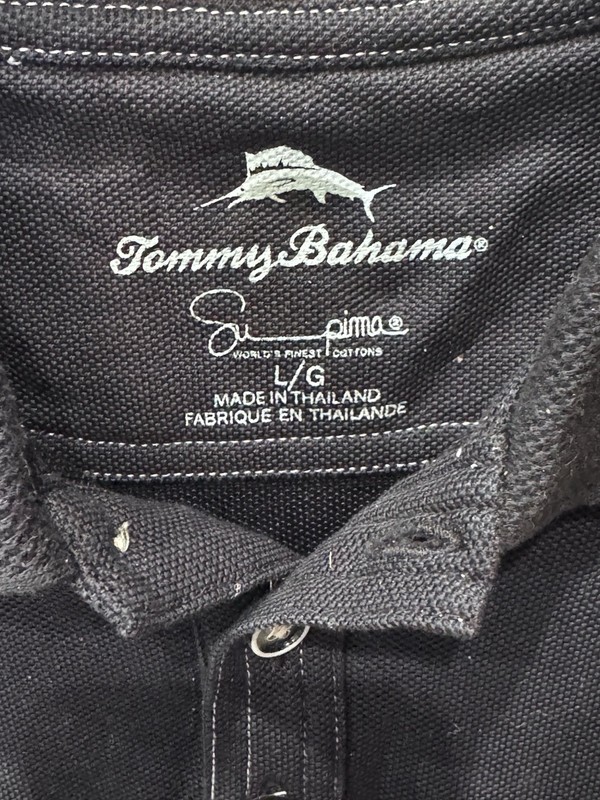 Tommy Bahama®
Supima®
WORLD'S FINEST COTTONS
L/G
MADE IN THAILAND
FABRIQUE EN THAILANDE